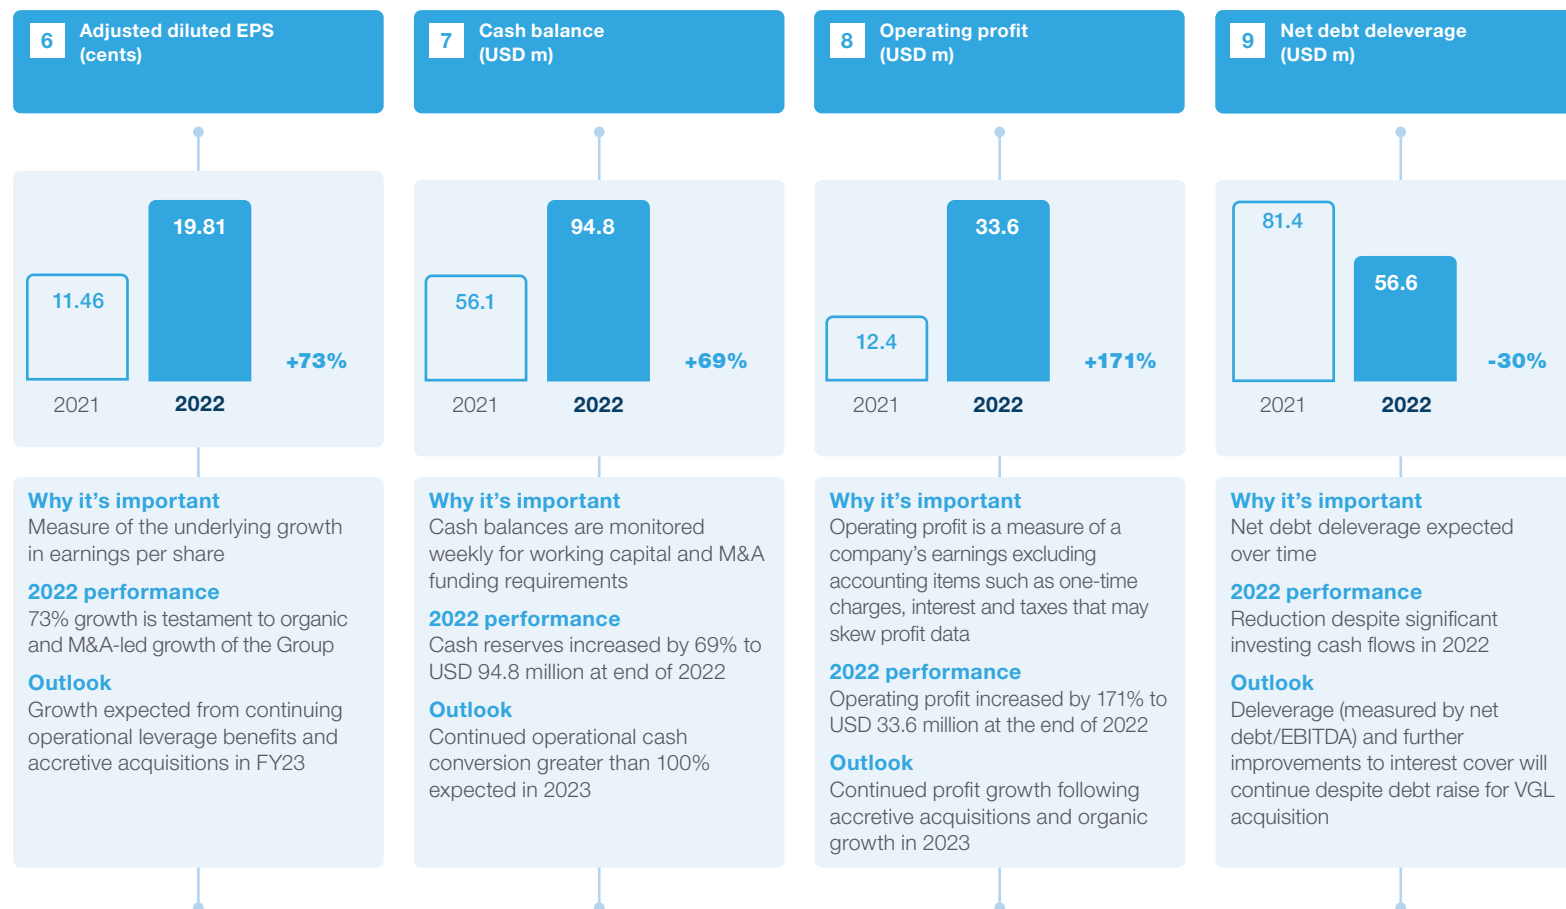 6
Adjusted diluted EPS
(cents)
19.81
11.46
+73%
2021
2022
Why it’s important
Measure of the underlying growth
in earnings per share
2022 performance
73% growth is testament to organic
and M&A-led growth of the Group
Outlook
Growth expected from continuing
operational leverage benefits and
accretive acquisitions in FY23
7
Cash balance
(USD m)
94.8
56.1
+69%
2021
2022
Why it’s important
Cash balances are monitored
weekly for working capital and M&A
funding requirements
2022 performance
Cash reserves increased by 69% to
USD 94.8 million at end of 2022
Outlook
Continued operational cash
conversion greater than 100%
expected in 2023
8
Operating profit
(USD m)
33.6
12.4
+171%
2021
2022
Why it’s important
Operating profit is a measure of a
company’s earnings excluding
accounting items such as one-time
charges, interest and taxes that may
skew profit data
2022 performance
Operating profit increased by 171% to
USD 33.6 million at the end of 2022
Outlook
Continued profit growth following
accretive acquisitions and organic
growth in 2023
9
Net debt deleverage
(USD m)
81.4
56.6
-30%
2021
2022
Why it’s important
Net debt deleverage expected
over time
2022 performance
Reduction despite significant
investing cash flows in 2022
Outlook
Deleverage (measured by net
debt/EBITDA) and further
improvements to interest cover will
continue despite debt raise for VGL
acquisition